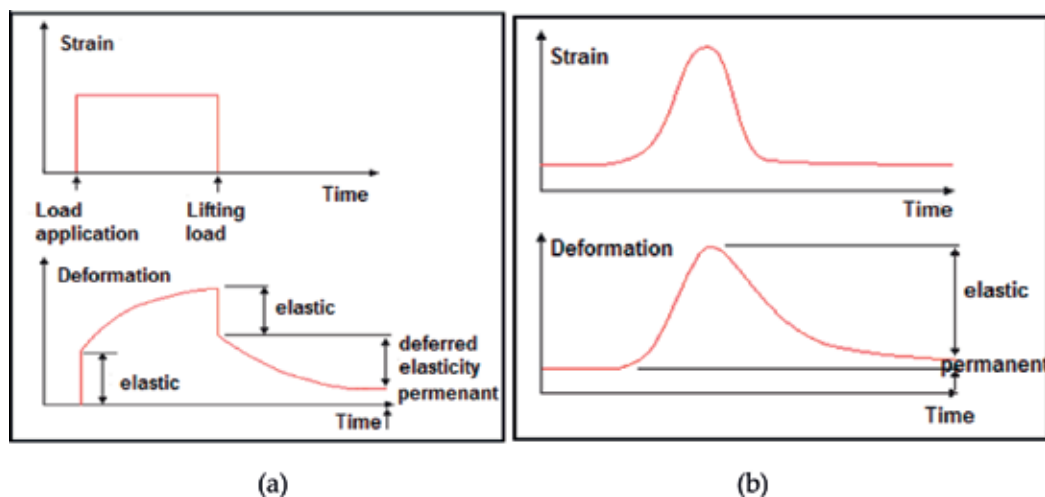 Strain
Time
Load
application
Lifting
load
Deformation
elastic
elastic
deferred
elasticity
permenant
Time
(a)
Strain
Time
Deformation
elastic
permanent
Time
(b)